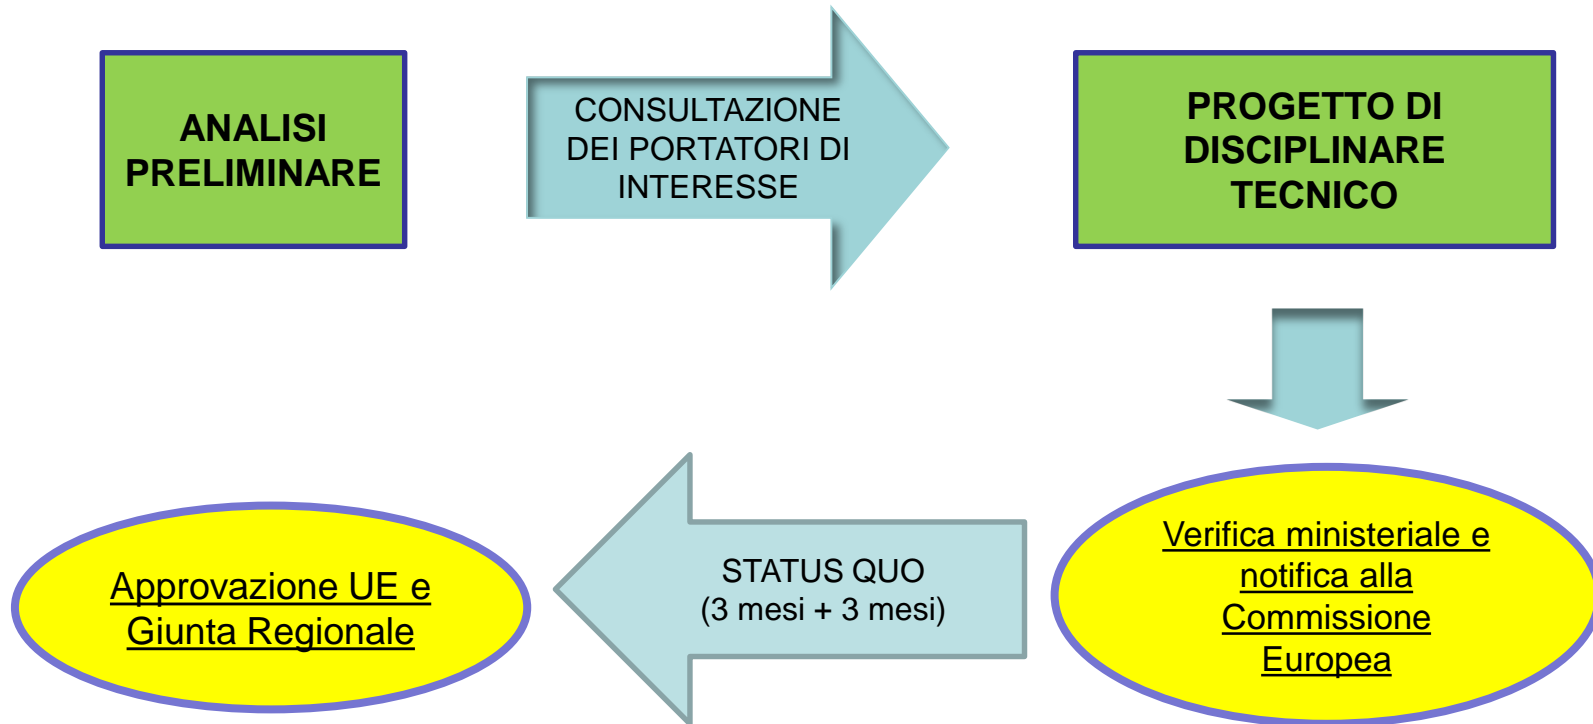 ANALISI
PRELIMINARE
CONSULTAZIONE
DEI PORTATORI DI
INTERESSE
PROGETTO DI
DISCIPLINARE
TECNICO
Verifica ministeriale e
notifica alla
Commissione
Europea
STATUS QUO
(3 mesi + 3 mesi)
Approvazione UE e
Giunta Regionale